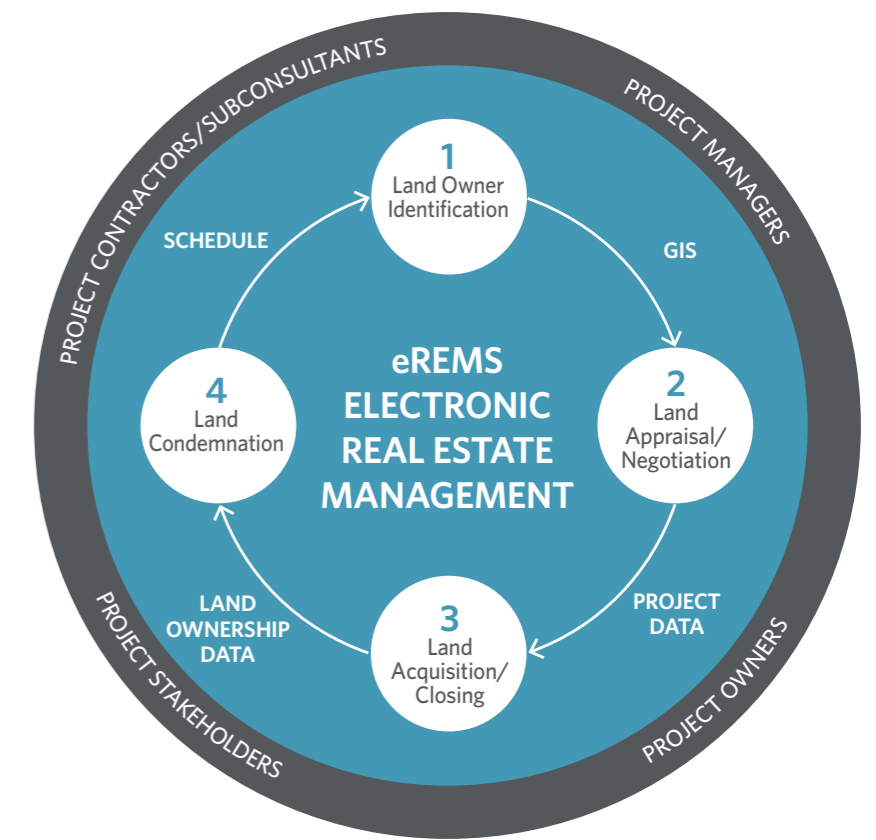 PROJECT CONTRACTORS/SUBCONSULTANTS
PROJECT MANAGERS
1
Land Owner
Identification
SCHEDULE
GIS
eREMS
ELECTRONIC
REAL ESTATE
MANAGEMENT
4
Land
Condemnation
2
Land
Appraisal/
Negotiation
LAND
OWNERSHIP
DATA
3
Land
Acquisition/
Closing
PROJECT
DATA
PROJECT STAKEHOLDERS
PROJECT OWNERS